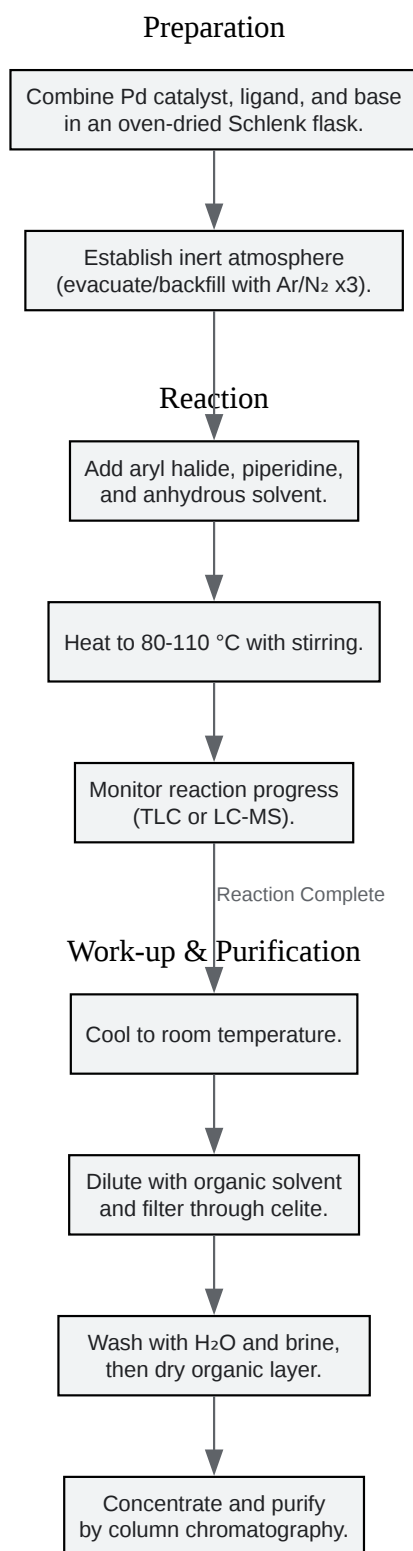 Preparation
Combine Pd catalyst, ligand, and base
in an oven-dried Schlenk flask.
Establish inert atmosphere
(evacuate/backfill with Ar/N₂ x3).
Reaction
Add aryl halide, piperidine,
and anhydrous solvent.
Heat to 80-110 °C with stirring.
Monitor reaction progress
(TLC or LC-MS).
Reaction Complete
Work-up & Purification
Cool to room temperature.
Dilute with organic solvent
and filter through celite.
Wash with H₂O and brine,
then dry organic layer.
Concentrate and purify
by column chromatography.